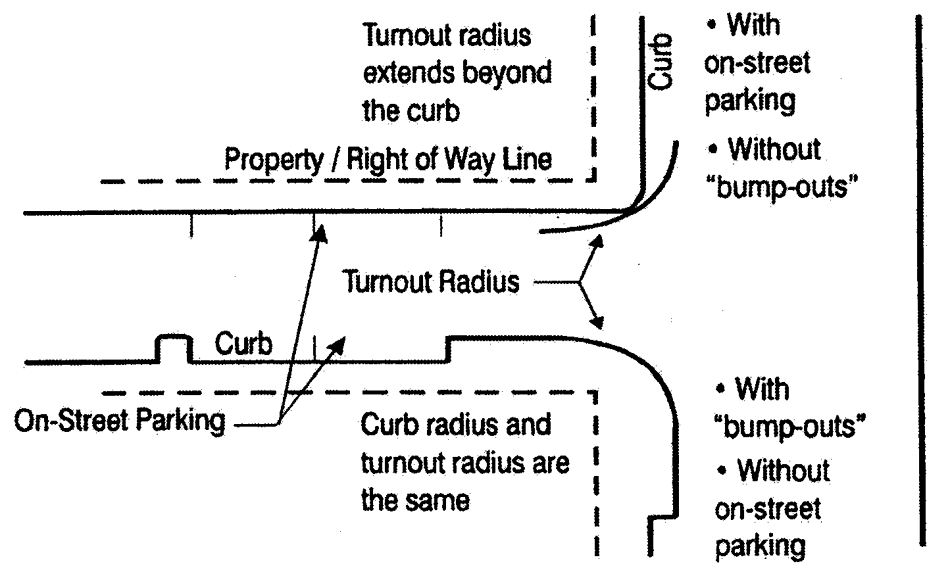 Turnout radius
extends beyond
the curb
Property / Right of Way Line
Curb
• With
on-street
parking
• Without
“bump-outs”
Turnout Radius
Curb
On-Street Parking
Curb radius and
turnout radius are
the same
• With
“bump-outs”
• Without
on-street
parking